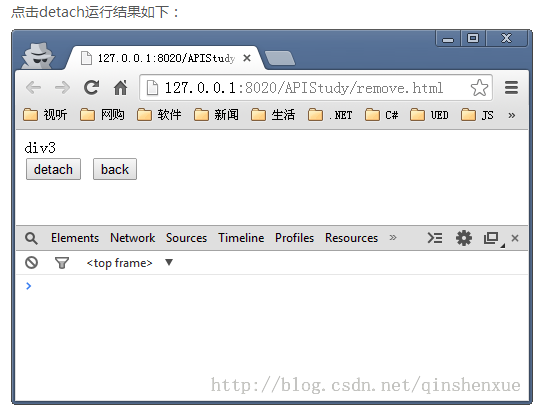 点击detach运行结果如下：
127.0.0.1:8020/APIStudy
127.0.0.1:8020/APIStudy/remove.html
视听 网购 软件 新闻 生活 .NET C# UED JS »
div3
detach back
Elements Network Sources Timeline Profiles Resources »
<top frame> ▼
>
http://blog.csdn.net/qinshenxue